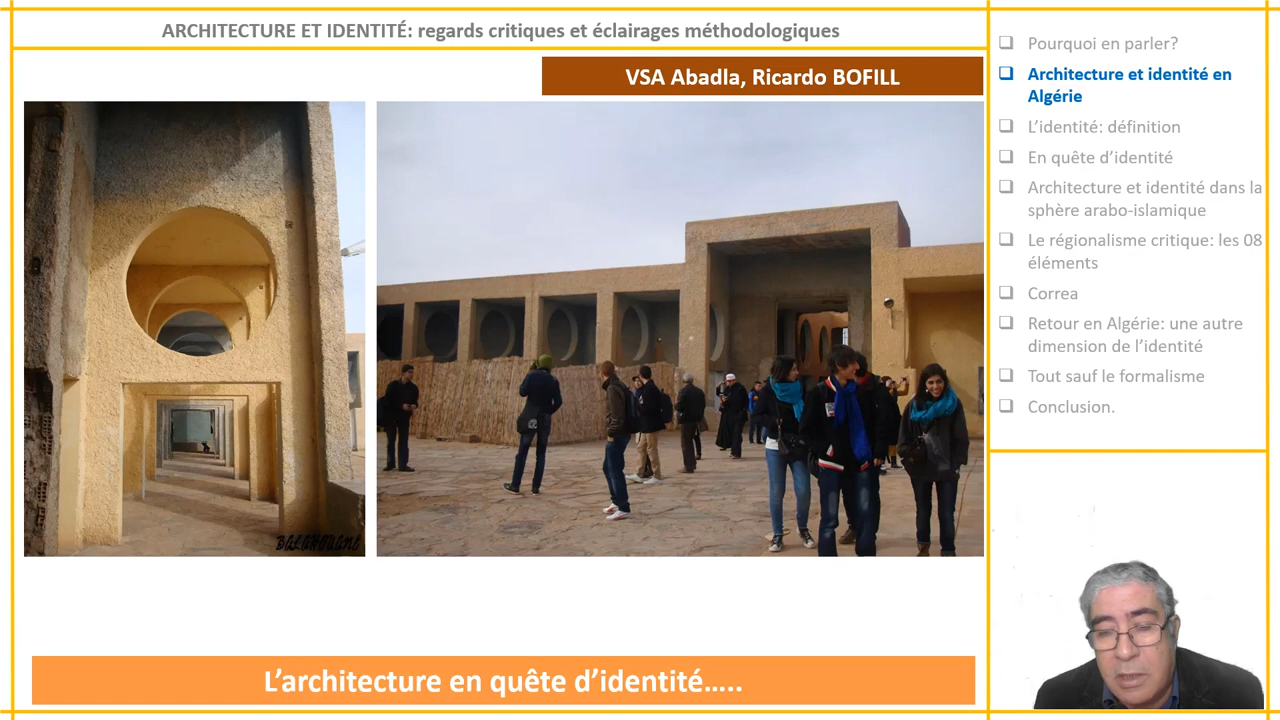 ARCHITECTURE ET IDENTITÉ: regards critiques et éclairages méthodologiques
VSA Abadla, Ricardo BOFILL
BALAHOUANE
L'architecture en quête d'identité…..
Pourquoi en parler?
Architecture et identité en
Algérie
L'identité: définition
En quête d'identité
Architecture et identité dans la
sphère arabo-islamique
Le régionalisme critique: les 08
éléments
Correa
Retour en Algérie: une autre
dimension de l'identité
Tout sauf le formalisme
Conclusion.